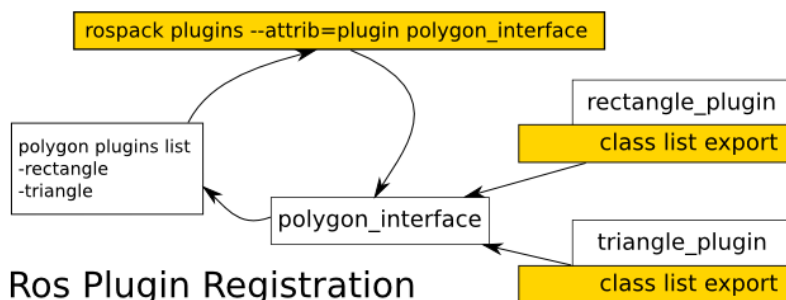 rospack plugins --attrib=plugin polygon_interface
rectangle_plugin
class list export
polygon plugins list
-rectangle
-triangle
polygon_interface
triangle_plugin
class list export
Ros Plugin Registration